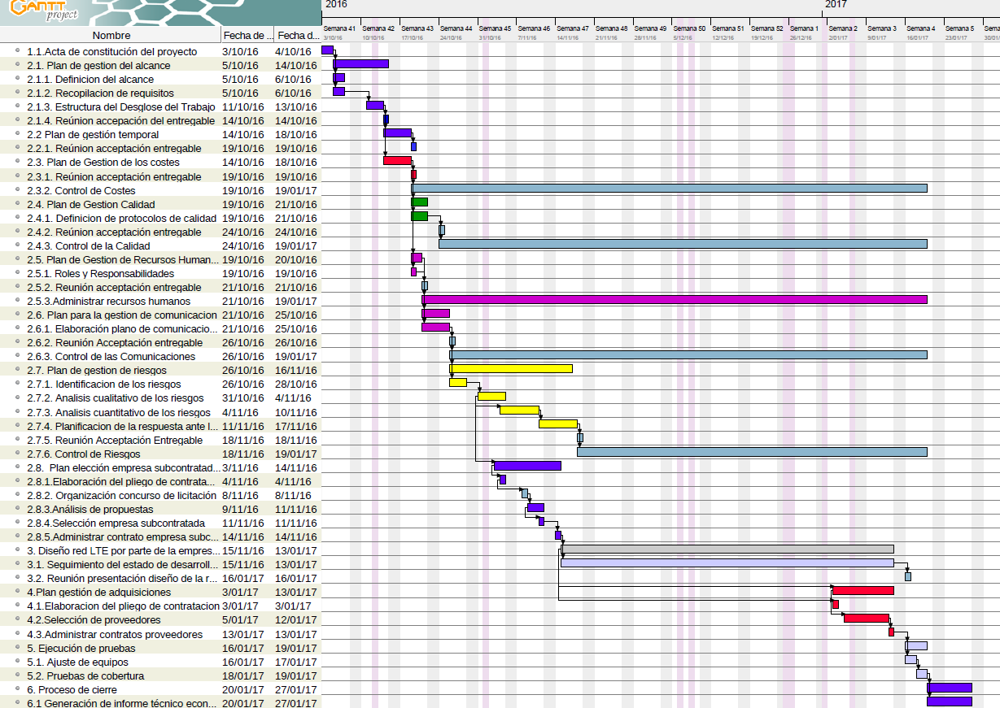 GANTT
project
2016
2017
Nombre Fecha de ... Fecha d...
Semana 41 Semana 42 Semana 43 Semana 44 Semana 45 Semana 46 Semana 47 Semana 48 Semana 49 Semana 50 Semana 51 Semana 52 Semana 1 Semana 2 Semana 3 Semana 4 Semana 5 Sema
3/10/16 10/10/16 17/10/16 24/10/16 31/10/16 7/11/16 14/11/16 21/11/16 28/11/16 5/12/16 12/12/16 19/12/16 26/12/16 2/01/17 9/01/17 16/01/17 23/01/17 30/01
1.1.Acta de constitución del proyecto 3/10/16 4/10/16
2.1. Plan de gestion del alcance 5/10/16 14/10/16
2.1.1. Definicion del alcance 5/10/16 6/10/16
2.1.2. Recopilacion de requisitos 5/10/16 6/10/16
2.1.3. Estructura del Desglose del Trabajo 11/10/16 13/10/16
2.1.4. Reúnion accepación del entregable 14/10/16 14/10/16
2.2 Plan de gestión temporal 14/10/16 18/10/16
2.2.1. Reúnion acceptación entregable 19/10/16 19/10/16
2.3. Plan de Gestion de los costes 14/10/16 18/10/16
2.3.1. Reúnion acceptación entregable 19/10/16 19/10/16
2.3.2. Control de Costes 19/10/16 19/01/17
2.4. Plan de Gestion Calidad 19/10/16 21/10/16
2.4.1. Definicion de protocolos de calidad 19/10/16 21/10/16
2.4.2. Reúnion acceptación entregable 24/10/16 24/10/16
2.4.3. Control de la Calidad 24/10/16 19/01/17
2.5. Plan de Gestion de Recursos Human... 19/10/16 20/10/16
2.5.1. Roles y Responsabilidades 19/10/16 19/10/16
2.5.2. Reunión acceptación entregable 21/10/16 21/10/16
2.5.3.Administrar recursos humanos 21/10/16 19/01/17
2.6. Plan para la gestion de comunicacion 21/10/16 25/10/16
2.6.1. Elaboración plano de comunicacio... 21/10/16 25/10/16
2.6.2. Reunión Acceptación entregable 26/10/16 26/10/16
2.6.3. Control de las Comunicaciones 26/10/16 19/01/17
2.7. Plan de gestion de riesgos 26/10/16 16/11/16
2.7.1. Identificacion de los riesgos 26/10/16 28/10/16
2.7.2. Analisis cualitativo de los riesgos 31/10/16 4/11/16
2.7.3. Analisis cuantitativo de los riesgos 4/11/16 10/11/16
2.7.4. Planificacion de la respuesta ante l... 11/11/16 17/11/16
2.7.5. Reunión Acceptación Entregable 18/11/16 18/11/16
2.7.6. Control de Riesgos 18/11/16 19/01/17
2.8. Plan elección empresa subcontratad... 3/11/16 14/11/16
2.8.1.Elaboración del pliego de contrata... 4/11/16 4/11/16
2.8.2. Organización concurso de licitación 8/11/16 8/11/16
2.8.3.Análisis de propuestas 9/11/16 11/11/16
2.8.4.Selección empresa subcontratada 11/11/16 11/11/16
2.8.5.Administrar contrato empresa subc... 14/11/16 14/11/16
3. Diseño red LTE por parte de la empres... 15/11/16 13/01/17
3.1. Seguimiento del estado de desarroll... 15/11/16 13/01/17
3.2. Reunión presentación diseño de la r... 16/01/17 16/01/17
4.Plan gestión de adquisiciones 3/01/17 13/01/17
4.1.Elaboracion del pliego de contratacion 3/01/17 3/01/17
4.2.Selección de proveedores 5/01/17 12/01/17
4.3.Administrar contratos proveedores 13/01/17 13/01/17
5. Ejecución de pruebas 16/01/17 19/01/17
5.1. Ajuste de equipos 16/01/17 17/01/17
5.2. Pruebas de cobertura 18/01/17 19/01/17
6. Proceso de cierre 20/01/17 27/01/17
6.1 Generación de informe técnico econ... 20/01/17 27/01/17